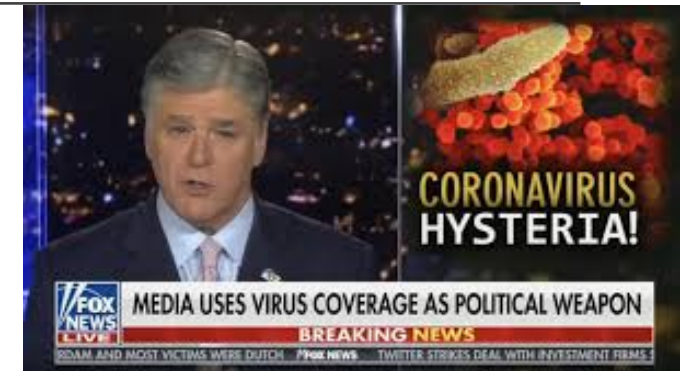 CORONAVIRUS
HYSTERIA!
FOX
NEWS
LIVE
MEDIA USES VIRUS COVERAGE AS POLITICAL WEAPON
BREAKING NEWS
RDAM AND MOST VICTIMS WERE DUTCH FOX NEWS TWITTER STRIKES DEAL WITH INVESTMENT FIRMS